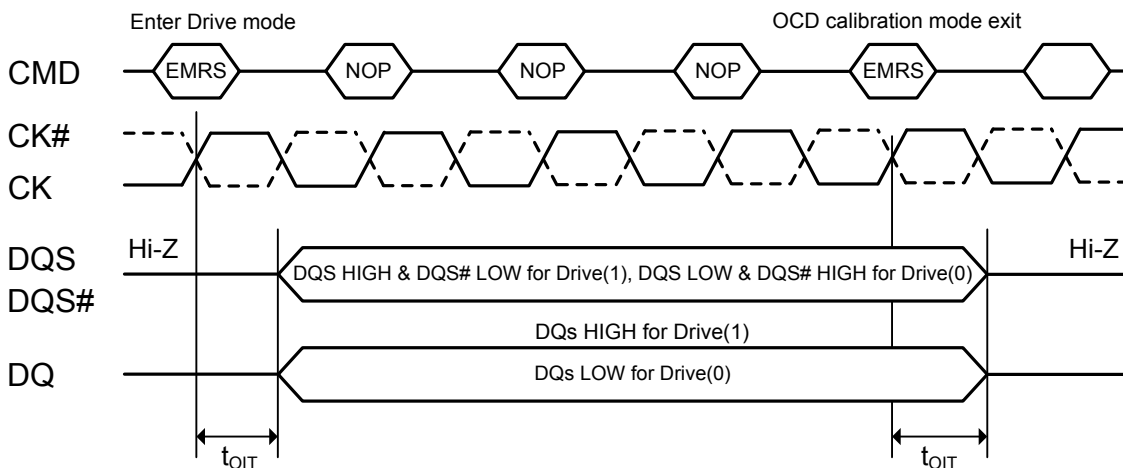 Enter Drive mode
OCD calibration mode exit
CMD
EMRS
NOP
NOP
NOP
EMRS
CK#
CK
Hi-Z
Hi-Z
DQS
DQS#
DQS HIGH & DQS# LOW for Drive(1), DQS LOW & DQS# HIGH for Drive(0)
DQs HIGH for Drive(1)
DQ
DQs LOW for Drive(0)
tOIT
tOIT